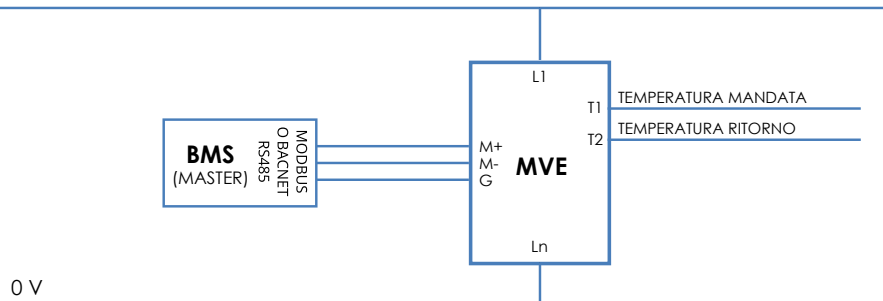 L1
T1 TEMPERATURA MANDATA
T2 TEMPERATURA RITORNO
BMS
(MASTER)
MODBUS
O BACNET
RS485
M+
M-
G
MVE
Ln
0 V